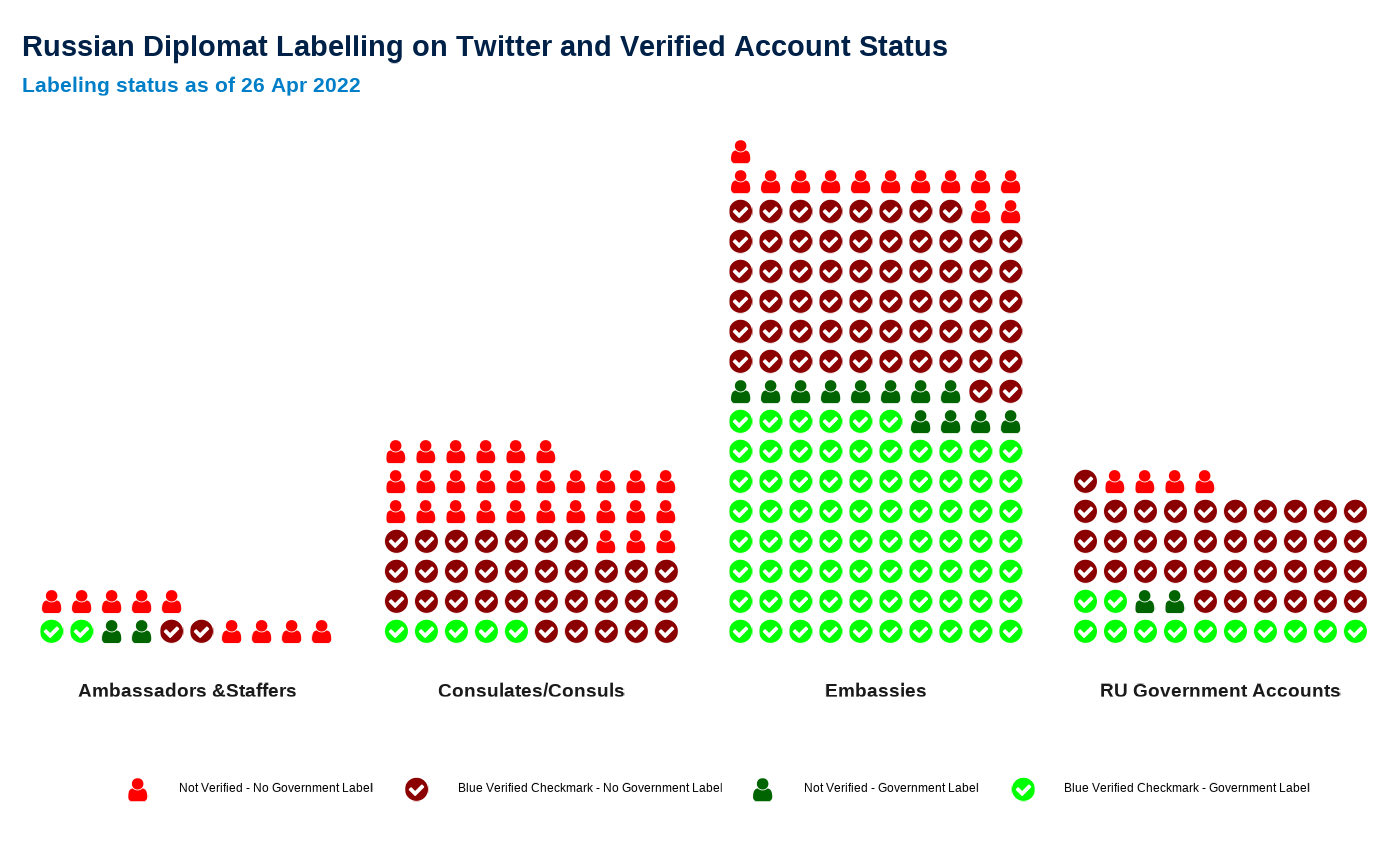 Russian Diplomat Labelling on Twitter and Verified Account Status
Labeling status as of 26 Apr 2022
Ambassadors &Staffers
Consulates/Consuls
Embassies
RU Government Accounts
Not Verified - No Government Label
Blue Verified Checkmark - No Government Label
Not Verified - Government Label
Blue Verified Checkmark - Government Label